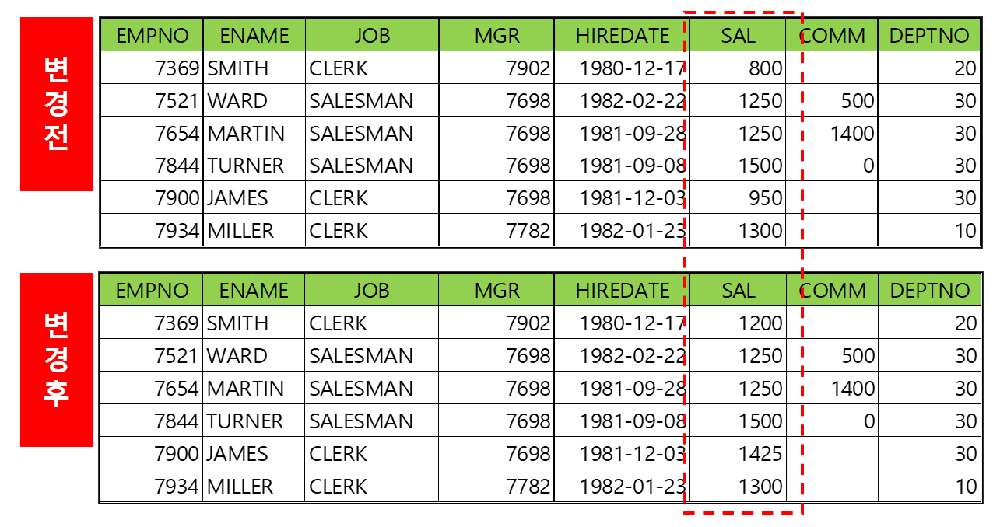 변경전
EMPNO ENAME JOB MGR HIREDATE SAL COMM DEPTNO
7369 SMITH CLERK 7902 1980-12-17 800 20
7521 WARD SALESMAN 7698 1982-02-22 1250 500 30
7654 MARTIN SALESMAN 7698 1981-09-28 1250 1400 30
7844 TURNER SALESMAN 7698 1981-09-08 1500 0 30
7900 JAMES CLERK 7698 1981-12-03 950 30
7934 MILLER CLERK 7782 1982-01-23 1300 10
변경후
EMPNO ENAME JOB MGR HIREDATE SAL COMM DEPTNO
7369 SMITH CLERK 7902 1980-12-17 1200 20
7521 WARD SALESMAN 7698 1982-02-22 1250 500 30
7654 MARTIN SALESMAN 7698 1981-09-28 1250 1400 30
7844 TURNER SALESMAN 7698 1981-09-08 1500 0 30
7900 JAMES CLERK 7698 1981-12-03 1425 30
7934 MILLER CLERK 7782 1982-01-23 1300 10